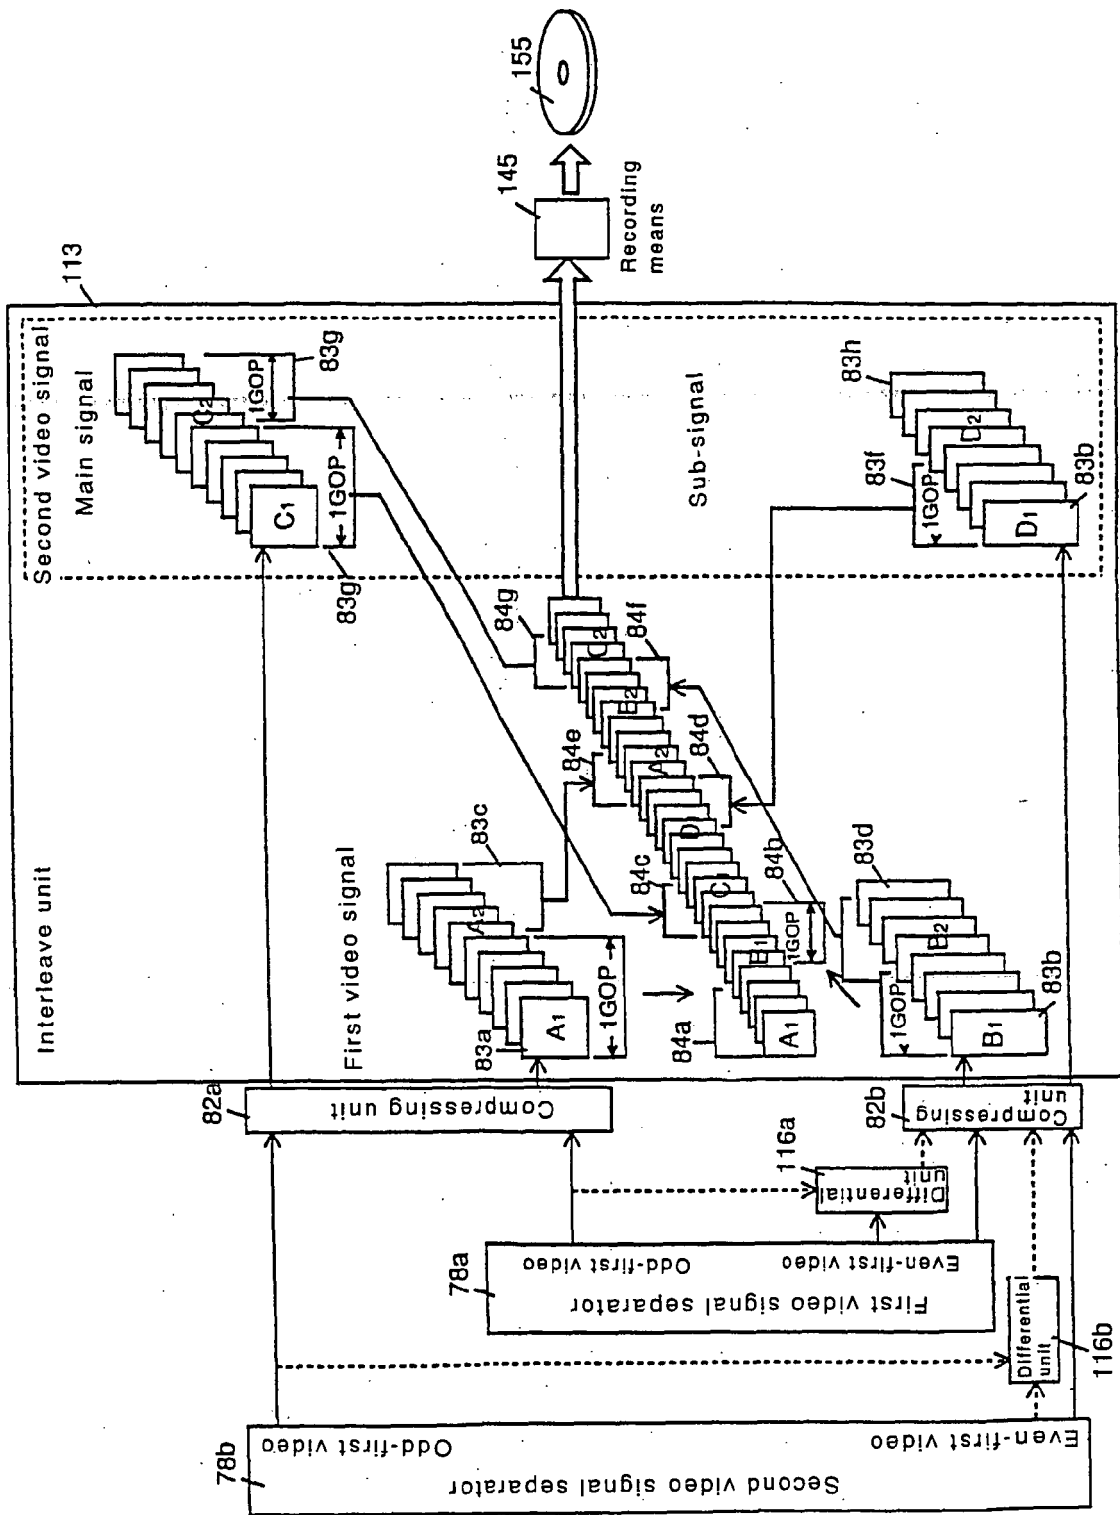 155
145
Recording
means
113
Interleave unit
Second video signal
Main signal
C1
C2
1GOP
1GOP
83g
83g
Sub-signal
D1
D2
1GOP
83f
83h
83b
First video signal
A1
A2
1GOP
83a
83c
B1
B2
1GOP
83b
83d
A1
B1
C1
D
A2
B2
C2
1GOP
84a
84b
84c
84d
84e
84f
84g
82a
Compressing unit
82b
Compressing
unit
116a
Differential
unit
78a
Odd-first video
Even-first video
First video signal separator
Differential
unit
116b
78b
Odd-first video
Even-first video
Second video signal separator